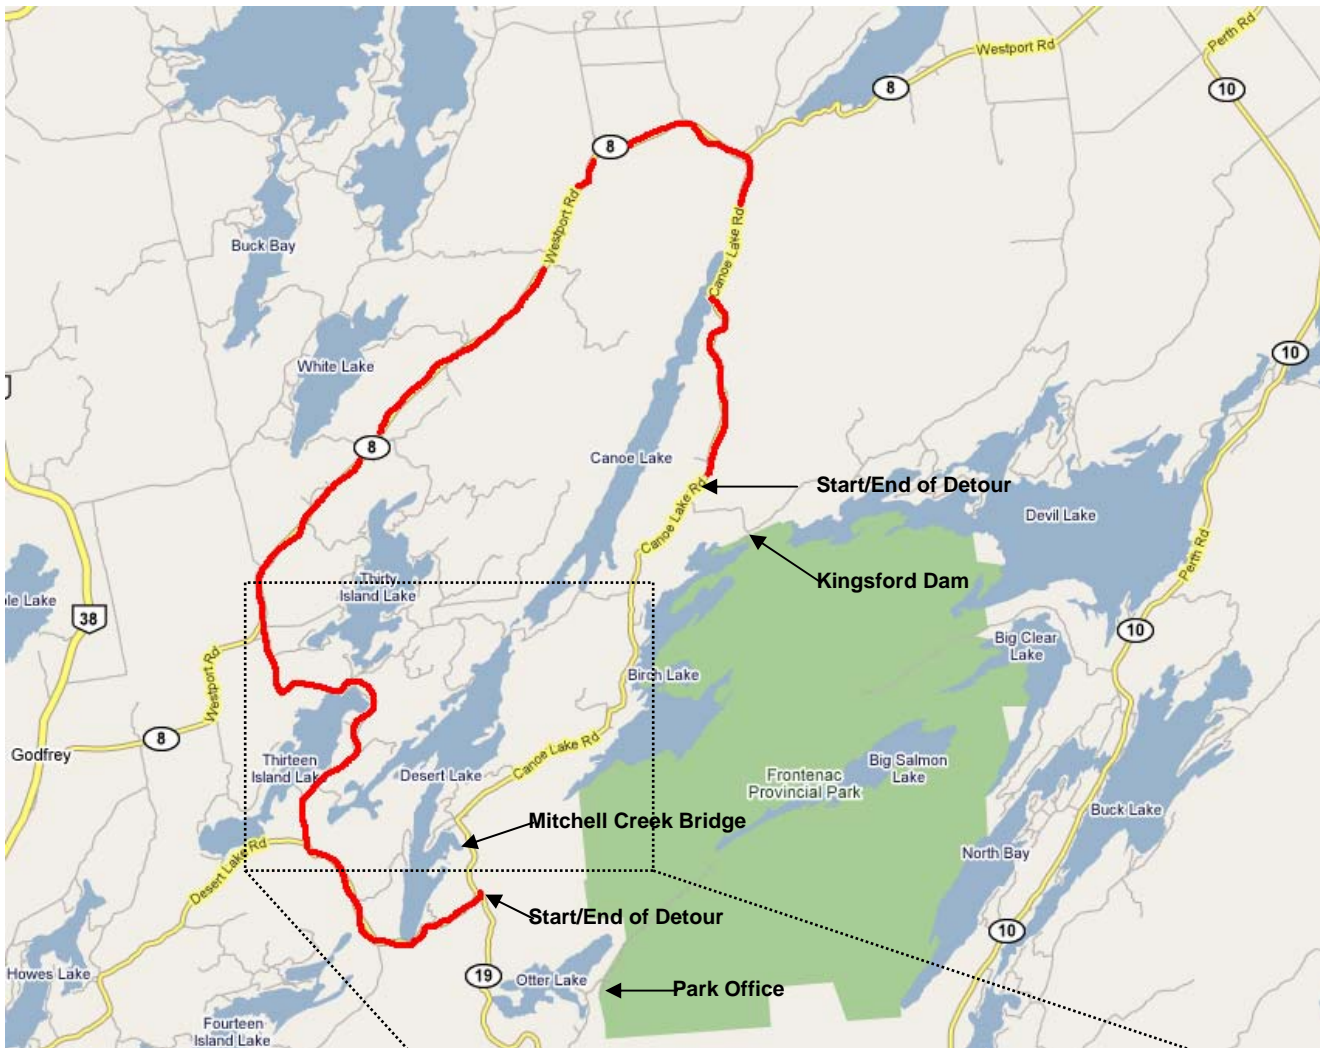 Westport Rd
Perth Rd
8
10
8
Westport Rd
Canoe Lake Rd
Buck Bay
10
White Lake
8
Canoe Lake
Canoe Lake Rd
Start/End of Detour
Devil Lake
Kingsford Dam
Perth Rd
Thirty
Island Lake
le Lake
38
10
Big Clear
Lake
Westport Rd
Birch Lake
8
Godfrey
Thirteen
Island Lake
Desert Lake
Canoe Lake Rd
Big Salmon
Lake
Frontenac
Provincial Park
Buck Lake
Mitchell Creek Bridge
North Bay
Desert Lake Rd
Start/End of Detour
10
Howes Lake
19
Otter Lake
Park Office
Fourteen
Island Lake